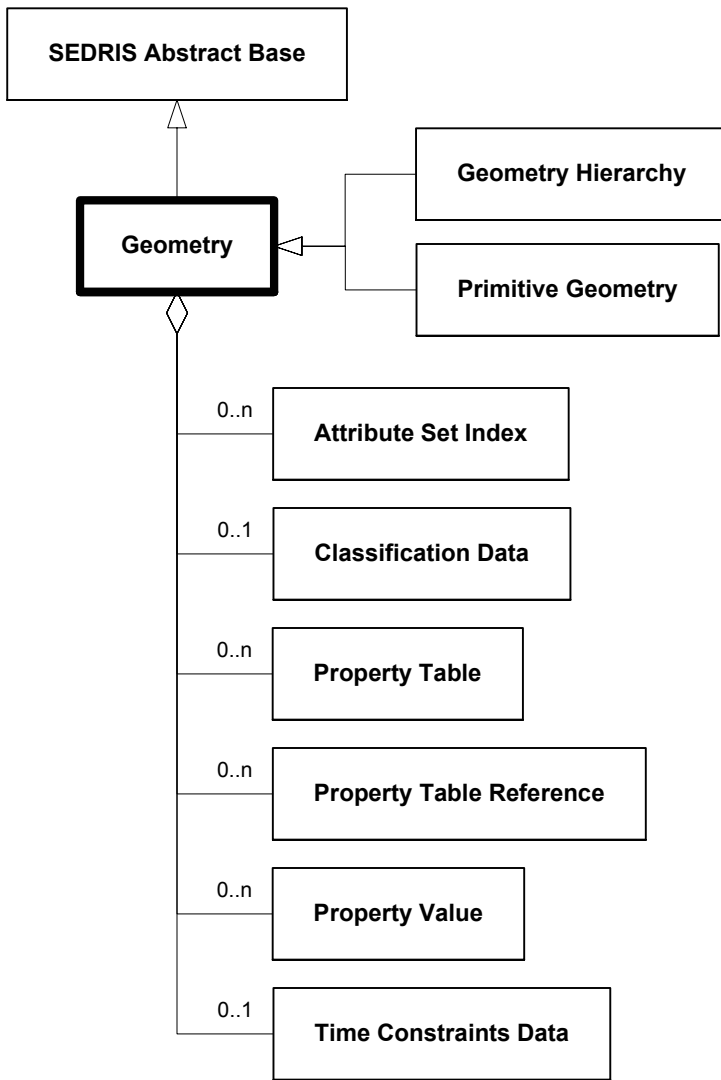 SEDRIS Abstract Base
Geometry Hierarchy
Geometry
Primitive Geometry
0..n
Attribute Set Index
0..1
Classification Data
0..n
Property Table
0..n
Property Table Reference
0..n
Property Value
0..1
Time Constraints Data